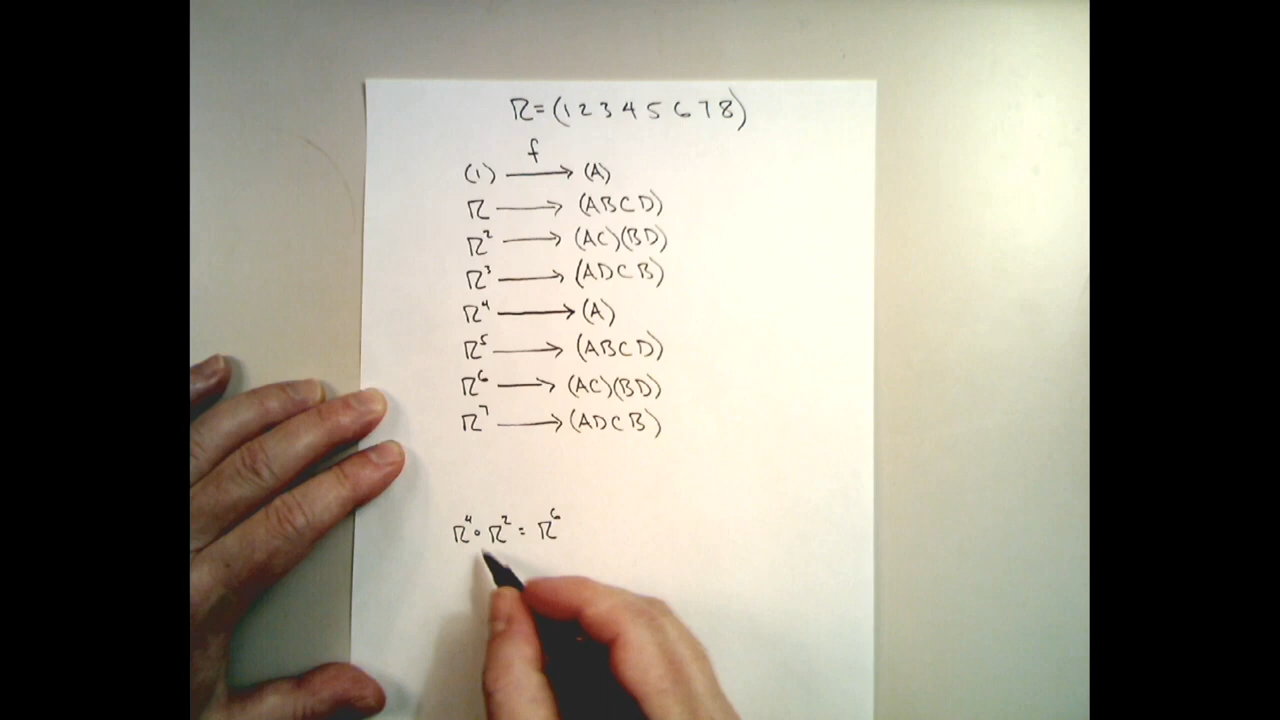 R=(1 2 3 4 5 6 7 8)
f
(1) ⟶ (A)
R ⟶ (ABCD)
R² ⟶ (AC)(BD)
R³ ⟶ (ADCB)
R⁴ ⟶ (A)
R⁵ ⟶ (ABCD)
R⁶ ⟶ (AC)(BD)
R⁷ ⟶ (ADCB)
R⁴∘R² = R⁶